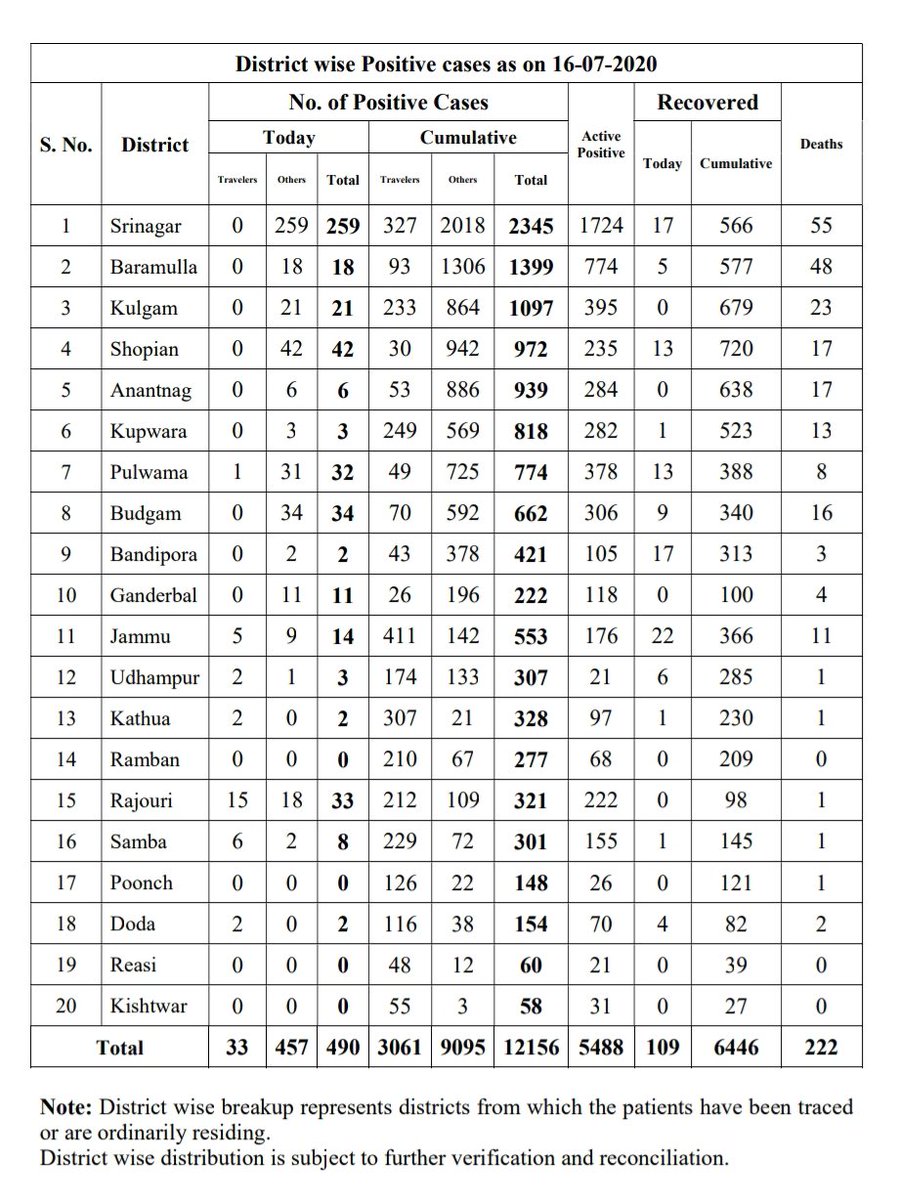 District wise Positive cases as on 16-07-2020
S. No. District No. of Positive Cases Active Positive Recovered Deaths
Today Cumulative Today Cumulative
Travelers Others Total Travelers Others Total
1 Srinagar 0 259 259 327 2018 2345 1724 17 566 55
2 Baramulla 0 18 18 93 1306 1399 774 5 577 48
3 Kulgam 0 21 21 233 864 1097 395 0 679 23
4 Shopian 0 42 42 30 942 972 235 13 720 17
5 Anantnag 0 6 6 53 886 939 284 0 638 17
6 Kupwara 0 3 3 249 569 818 282 1 523 13
7 Pulwama 1 31 32 49 725 774 378 13 388 8
8 Budgam 0 34 34 70 592 662 306 9 340 16
9 Bandipora 0 2 2 43 378 421 105 17 313 3
10 Ganderbal 0 11 11 26 196 222 118 0 100 4
11 Jammu 5 9 14 411 142 553 176 22 366 11
12 Udhampur 2 1 3 174 133 307 21 6 285 1
13 Kathua 2 0 2 307 21 328 97 1 230 1
14 Ramban 0 0 0 210 67 277 68 0 209 0
15 Rajouri 15 18 33 212 109 321 222 0 98 1
16 Samba 6 2 8 229 72 301 155 1 145 1
17 Poonch 0 0 0 126 22 148 26 0 121 1
18 Doda 2 0 2 116 38 154 70 4 82 2
19 Reasi 0 0 0 48 12 60 21 0 39 0
20 Kishtwar 0 0 0 55 3 58 31 0 27 0
Total 33 457 490 3061 9095 12156 5488 109 6446 222
Note: District wise breakup represents districts from which the patients have been traced
or are ordinarily residing.
District wise distribution is subject to further verification and reconciliation.